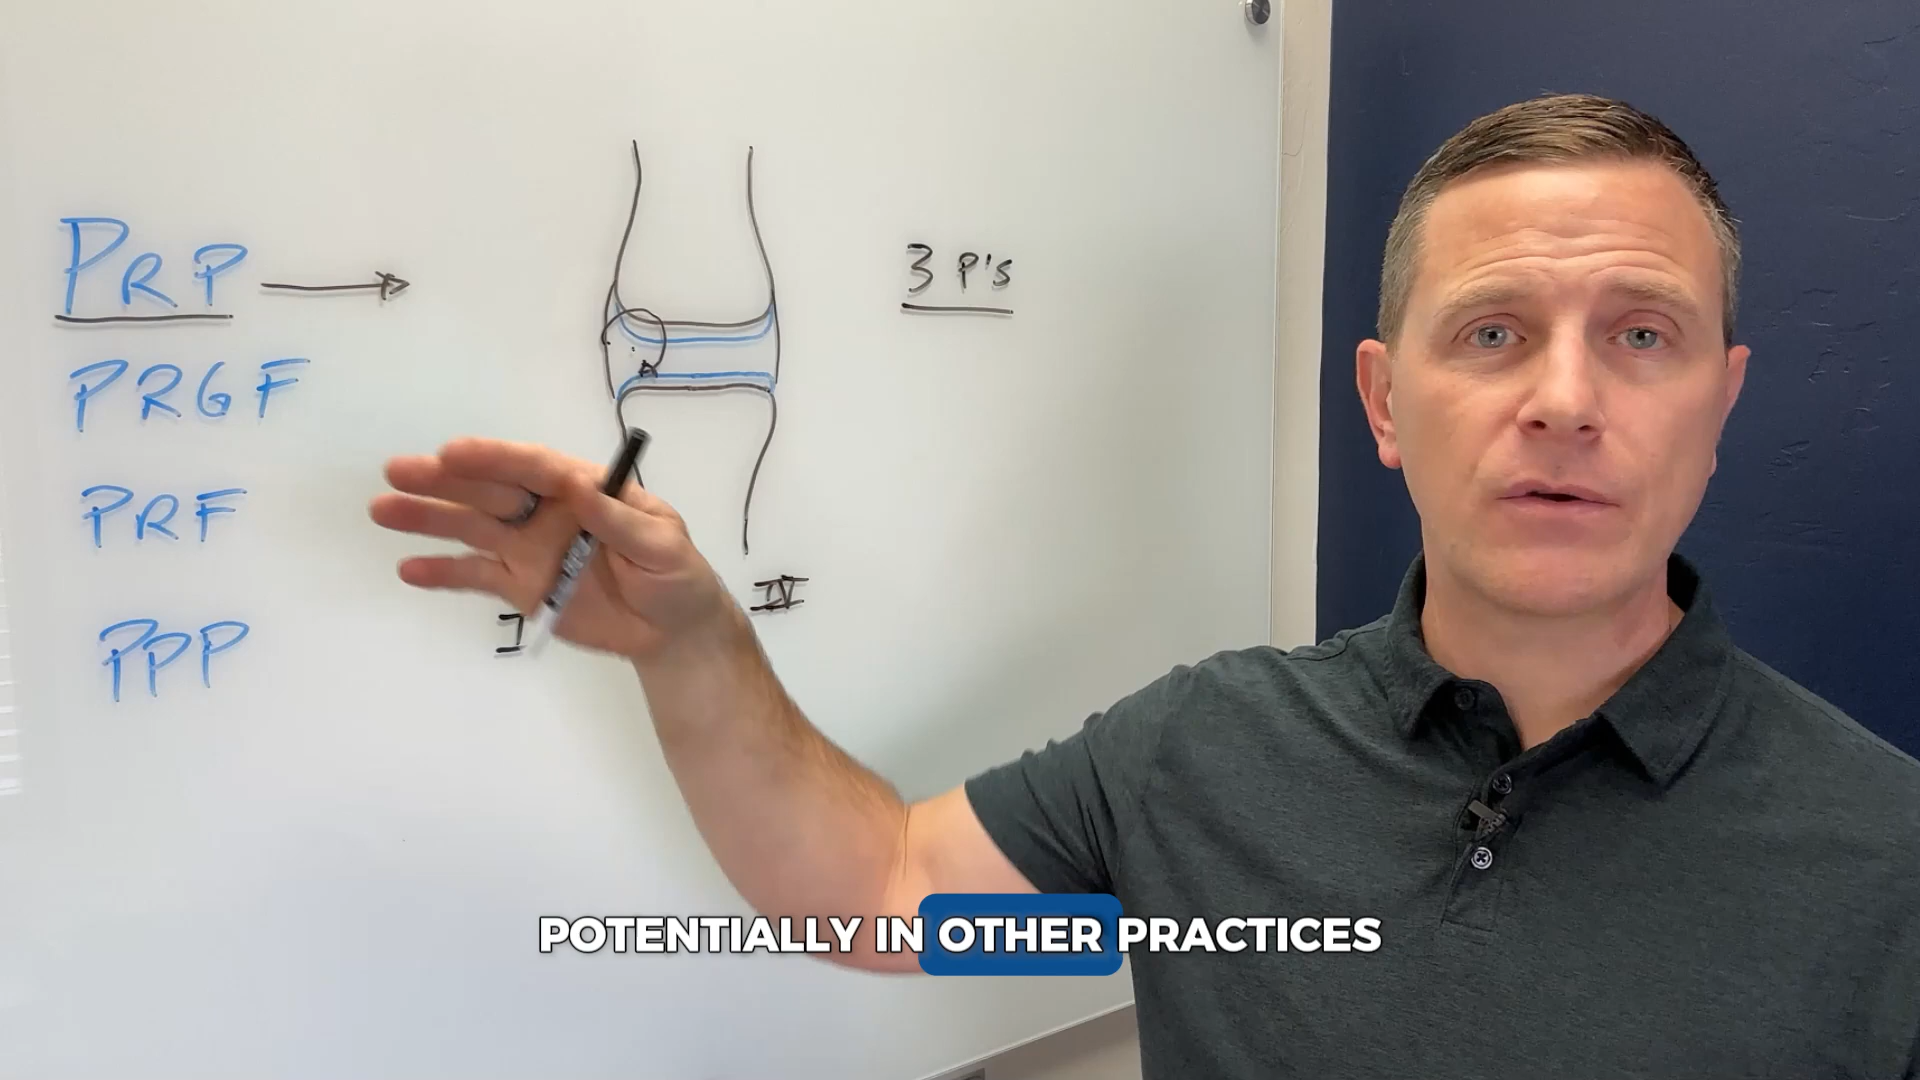 PRP
PRGF
PRF
PPP
3 P's
I
IV
POTENTIALLY IN OTHER PRACTICES